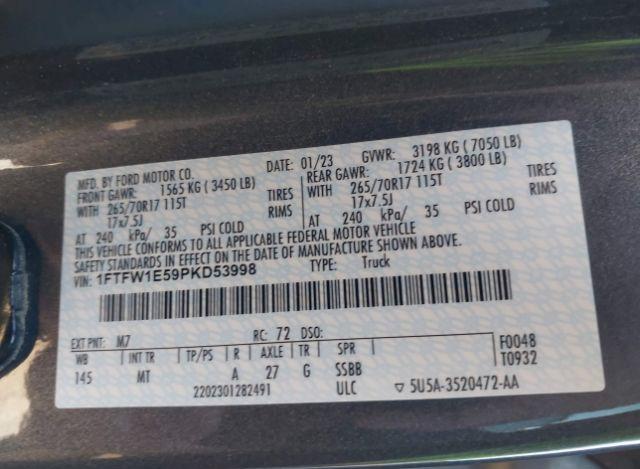 MFD. BY FORD MOTOR CO.
DATE: 01/23 GVWR: 3198 KG ( 7050 LB)
FRONT GAWR: 1565 KG ( 3450 LB)
REAR GAWR: 1724 KG ( 3800 LB)
WITH 265/70R17 115T TIRES
WITH 265/70R17 115T TIRES
17x7.5J RIMS
17x7.5J RIMS
AT 240 kPa/ 35 PSI COLD
AT 240 kPa/ 35 PSI COLD
THIS VEHICLE CONFORMS TO ALL APPLICABLE FEDERAL MOTOR VEHICLE
SAFETY STANDARDS IN EFFECT ON THE DATE OF MANUFACTURE SHOWN ABOVE.
VIN: 1FTFW1E59PKD53998 TYPE: Truck
EXT PNT: M7 RC: 72 DSO:
WB INT TR TP/PS R AXLE TR SPR F0048
145 MT A 27 G SSBB T0932
2202301282491 ULC ▽ 5U5A-3520472-AA